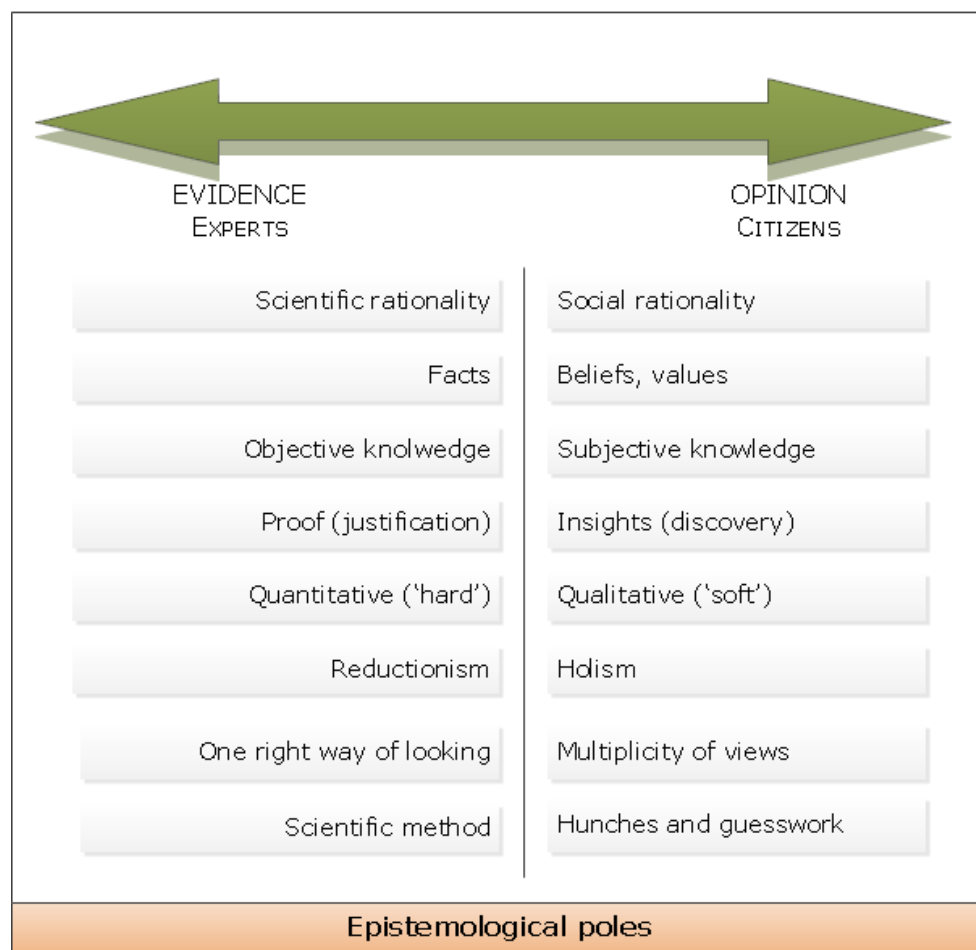 EVIDENCE OPINION
EXPERTS CITIZENS
Scientific rationality Social rationality
Facts Beliefs, values
Objective knolwedge Subjective knowledge
Proof (justification) Insights (discovery)
Quantitative (‘hard’) Qualitative (‘soft’)
Reductionism Holism
One right way of looking Multiplicity of views
Scientific method Hunches and guesswork
Epistemological poles